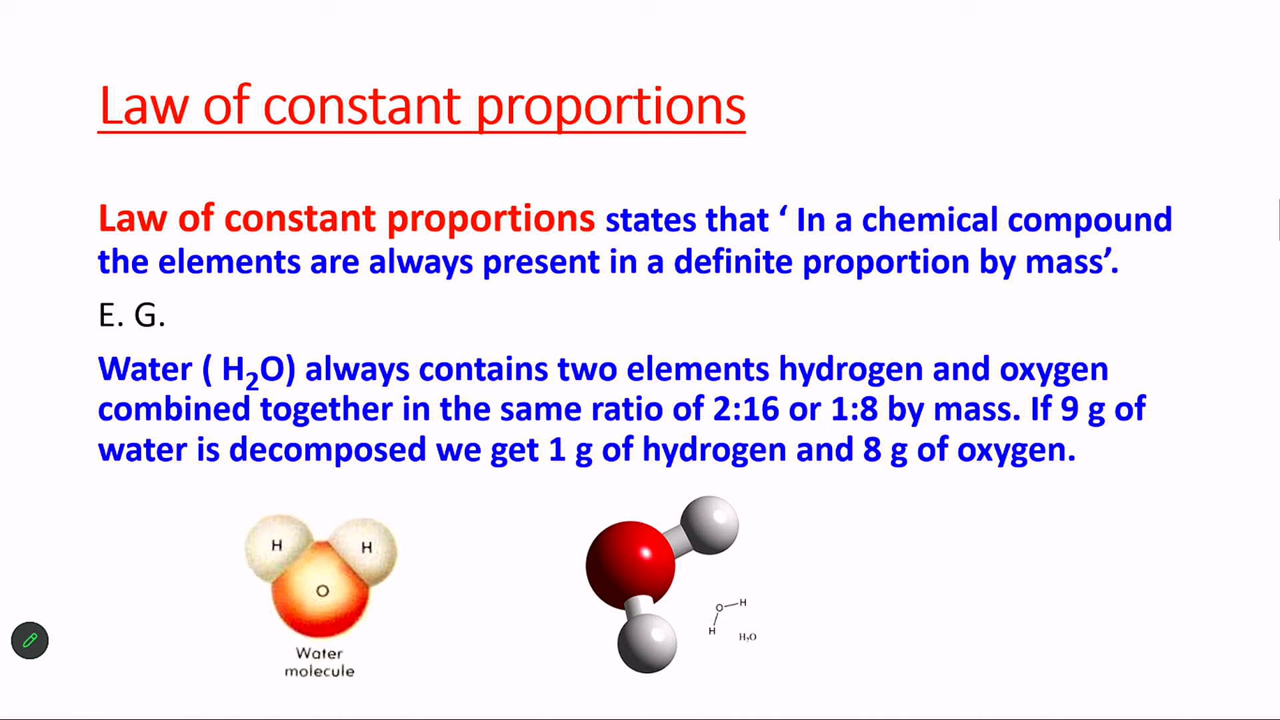 Law of constant proportions
Law of constant proportions states that ‘ In a chemical compound
the elements are always present in a definite proportion by mass’.
E. G.
Water ( H₂O) always contains two elements hydrogen and oxygen
combined together in the same ratio of 2:16 or 1:8 by mass. If 9 g of
water is decomposed we get 1 g of hydrogen and 8 g of oxygen.
H H
O
Water
molecule
O H
H
H₂O